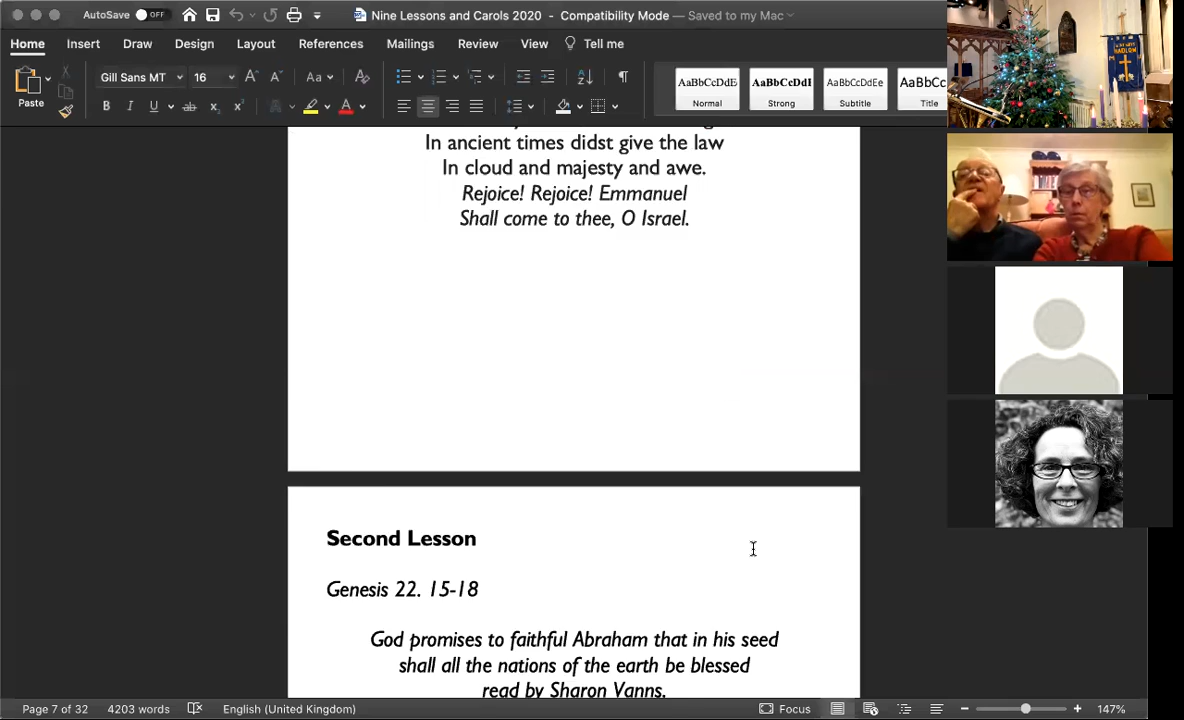 AutoSave OFF
Nine Lessons and Carols 2020 - Compatibility Mode — Saved to my Mac
Home Insert Draw Design Layout References Mailings Review View Tell me
Paste
Gill Sans MT 16
AaBbCcDdE
Normal
AaBbCcDdI
Strong
AaBbCcDdEe
Subtitle
AaBbC
Title
In ancient times didst give the law
In cloud and majesty and awe.
Rejoice! Rejoice! Emmanuel
Shall come to thee, O Israel.
Second Lesson
Genesis 22. 15-18
God promises to faithful Abraham that in his seed
shall all the nations of the earth be blessed
read by Sharon Vanns.
Page 7 of 32 4203 words English (United Kingdom) Focus 147%